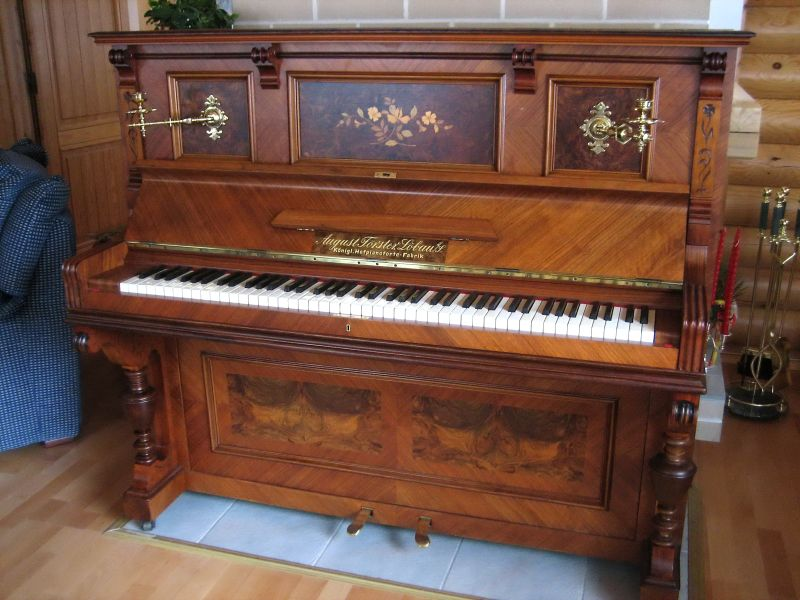 August Förster Löbau i/S
Königl. Hofpianoforte-Fabrik